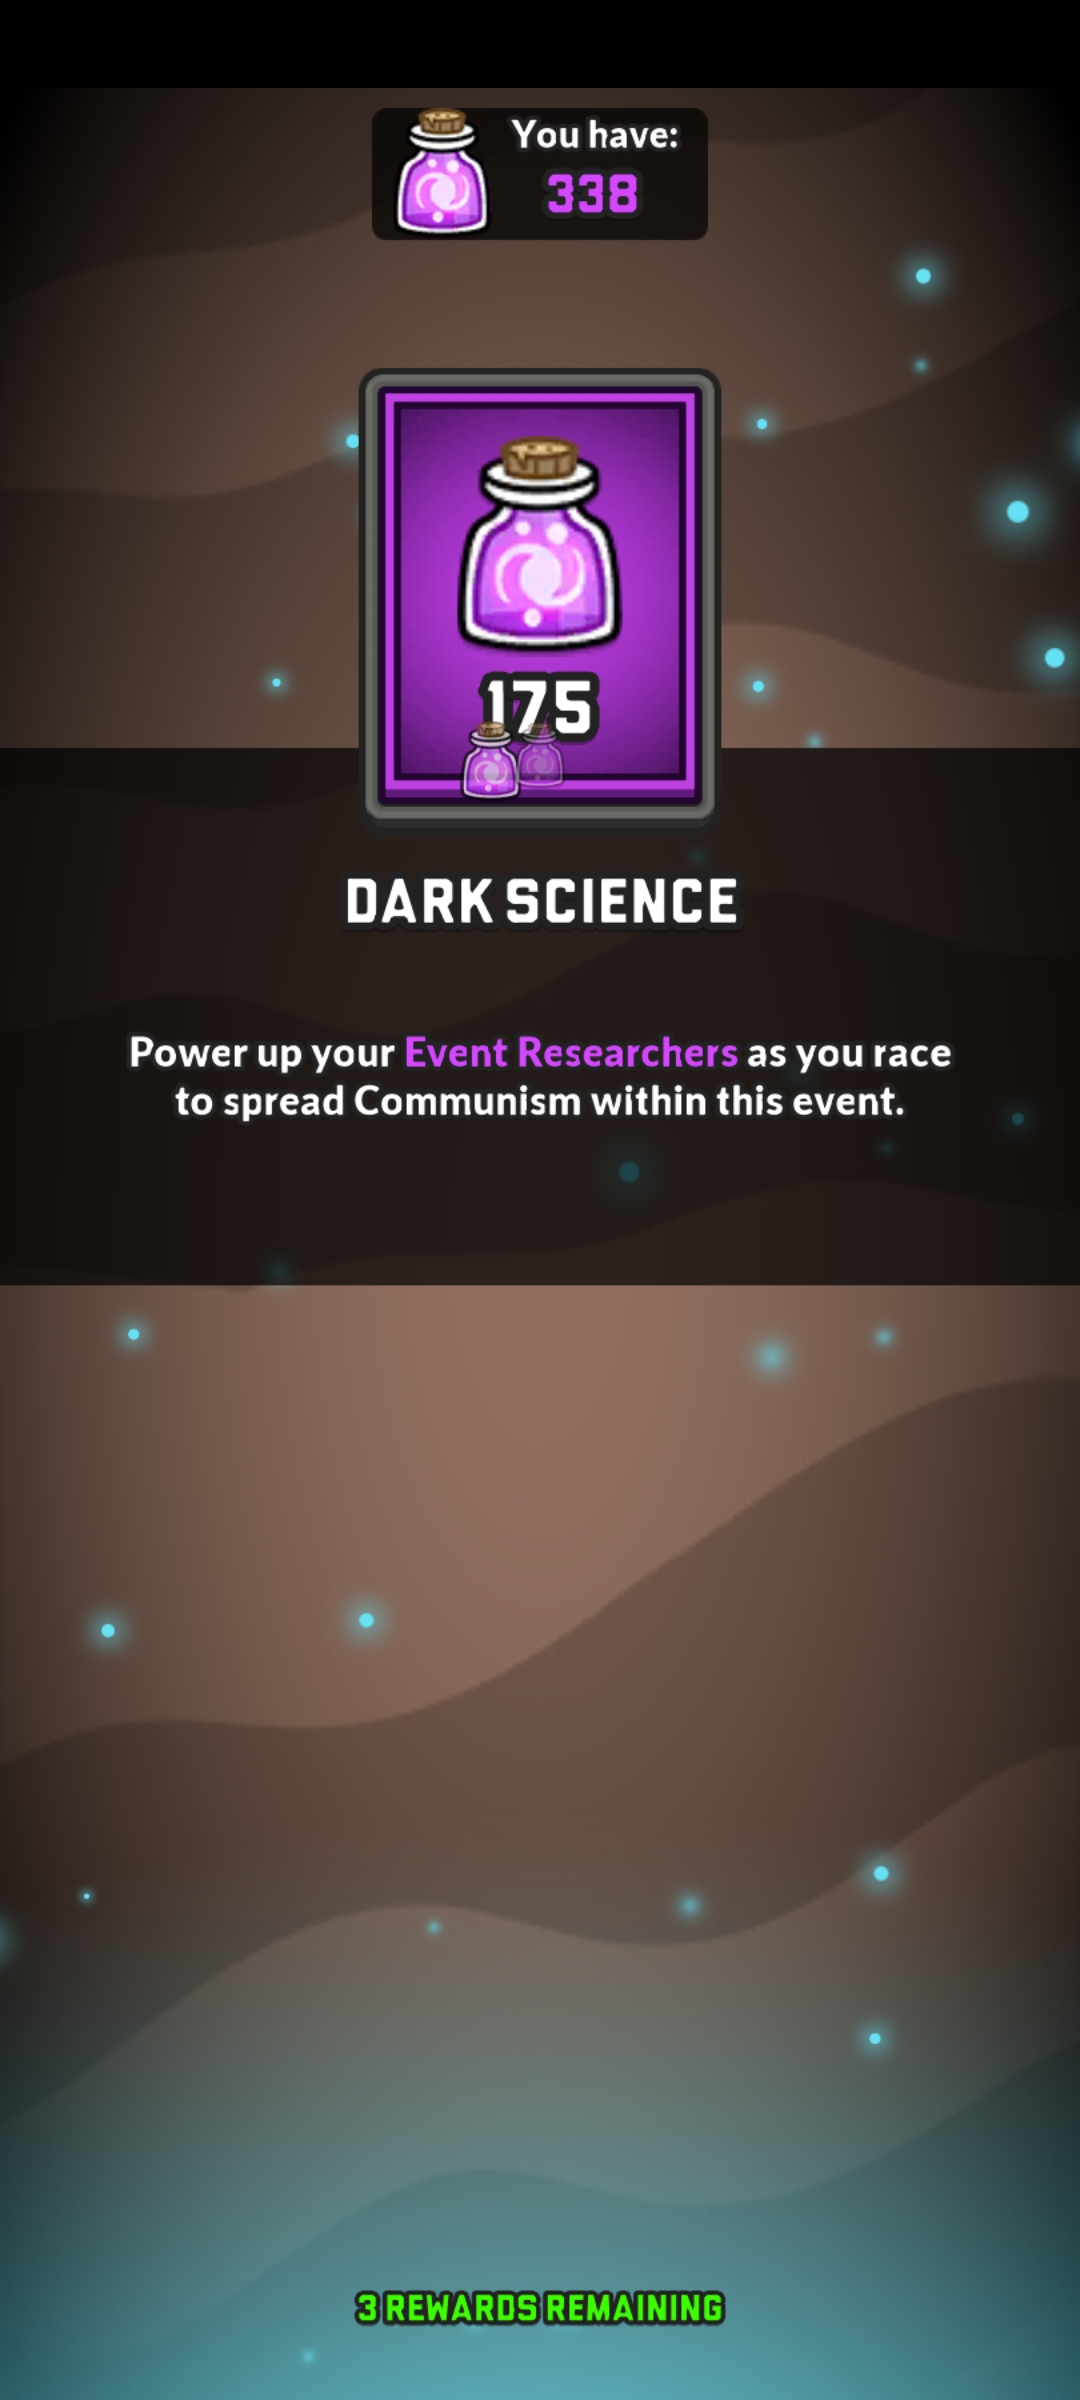 You have:
338
175
DARK SCIENCE
Power up your Event Researchers as you race
to spread Communism within this event.
3 REWARDS REMAINING